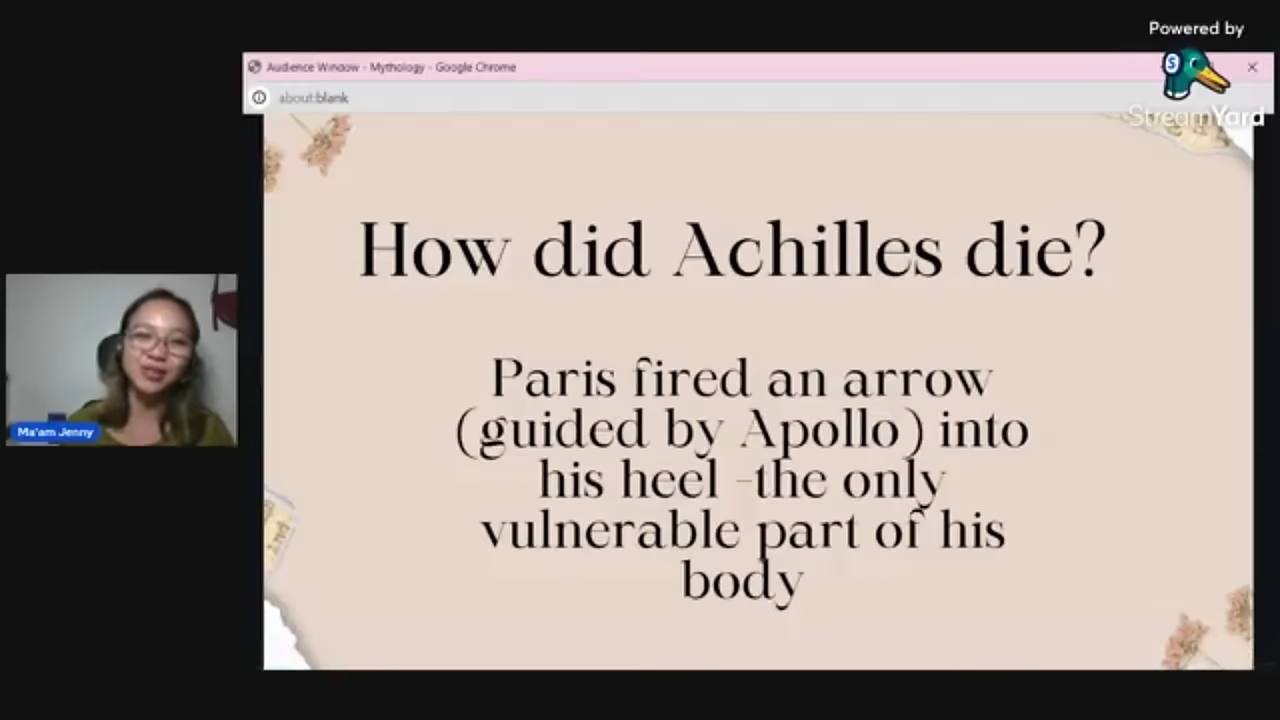 Powered by
StreamYard
Audience Window - Mythology - Google Chrome
about:blank
How did Achilles die?
Paris fired an arrow
(guided by Apollo) into
his heel -the only
vulnerable part of his
body
Ma'am Jenny